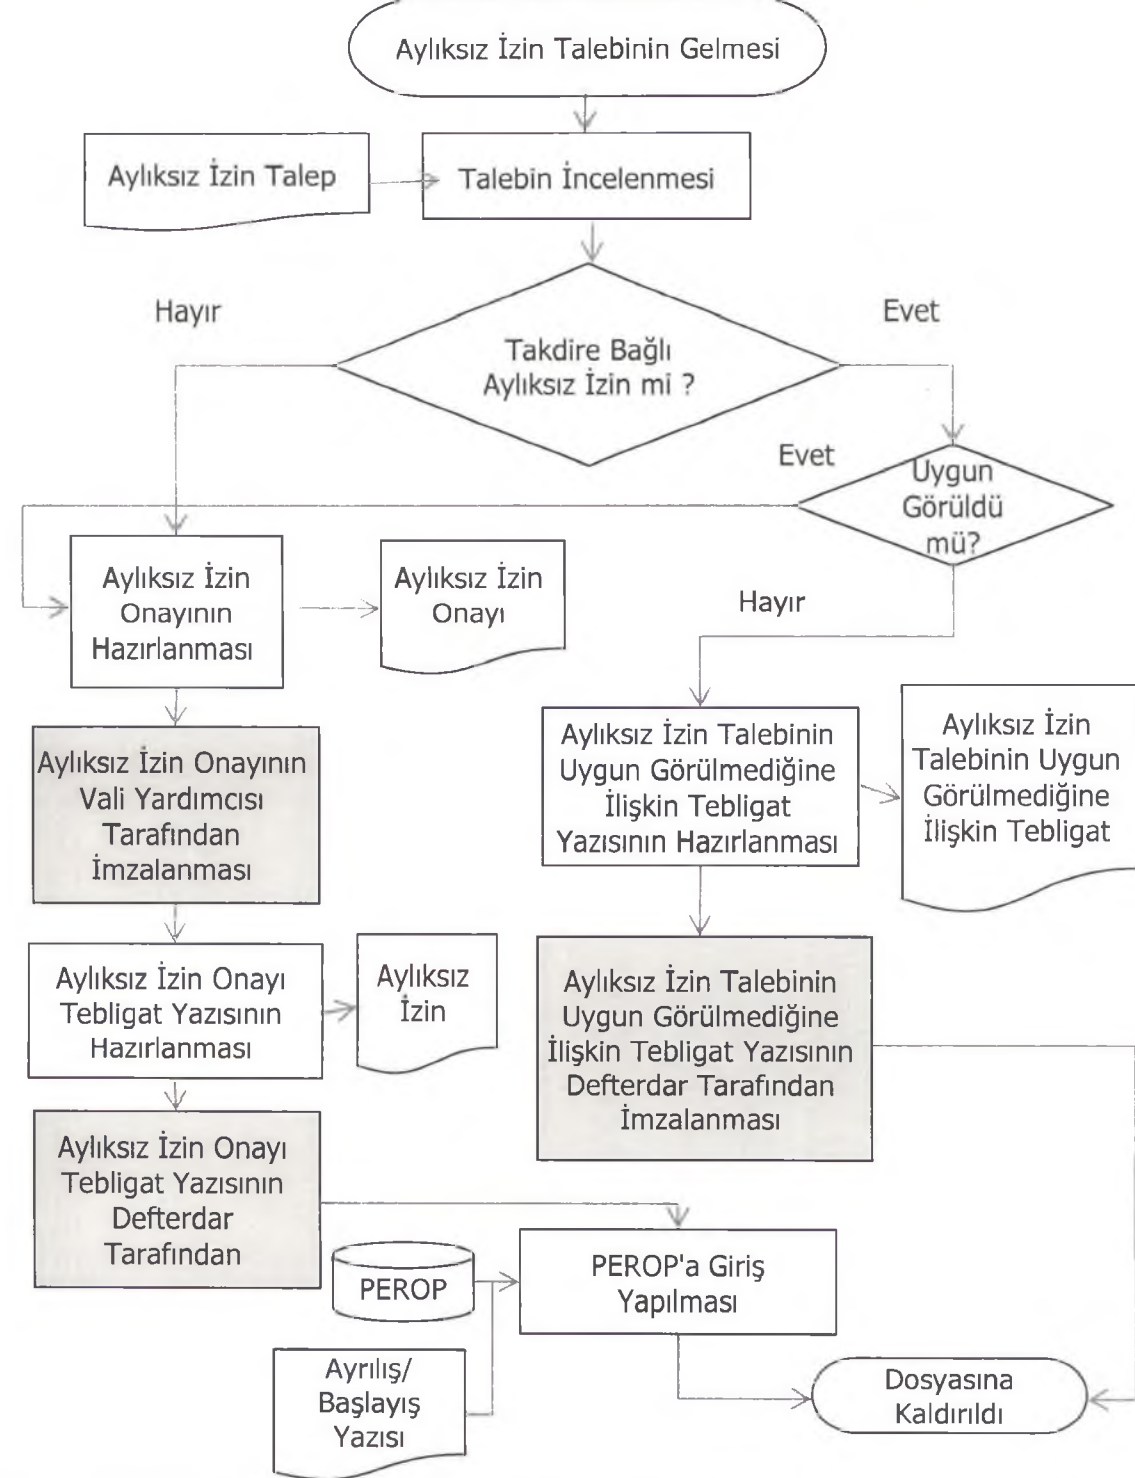 Aylıksız İzin Talebinin Gelmesi
Aylıksız İzin Talep
Talebin İncelenmesi
Hayır
Evet
Takdire Bağlı
Aylıksız İzin mi ?
Evet
Uygun
Görüldü
mü?
Aylıksız İzin
Onayının
Hazırlanması
Aylıksız İzin
Onayı
Hayır
Aylıksız İzin Talebinin
Uygun Görülmediğine
İlişkin Tebligat
Yazısının Hazırlanması
Aylıksız İzin
Talebinin Uygun
Görülmediğine
İlişkin Tebligat
Aylıksız İzin Onayının
Vali Yardımcısı
Tarafından
İmzalanması
Aylıksız İzin Onayı
Tebligat Yazısının
Hazırlanması
Aylıksız
İzin
Aylıksız İzin Talebinin
Uygun Görülmediğine
İlişkin Tebligat Yazısının
Defterdar Tarafından
İmzalanması
Aylıksız İzin Onayı
Tebligat Yazısının
Defterdar
Tarafından
PEROP
PEROP'a Giriş
Yapılması
Ayrılış/
Başlayış
Yazısı
Dosyasına
Kaldırıldı